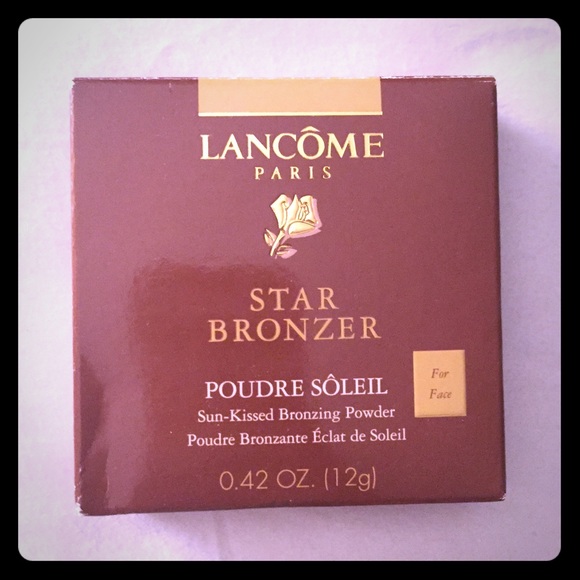 LANCÔME
PARIS
STAR
BRONZER
For
Face
POUDRE SÔLEIL
Sun-Kissed Bronzing Powder
Poudre Bronzante Éclat de Soleil
0.42 OZ. (12g)